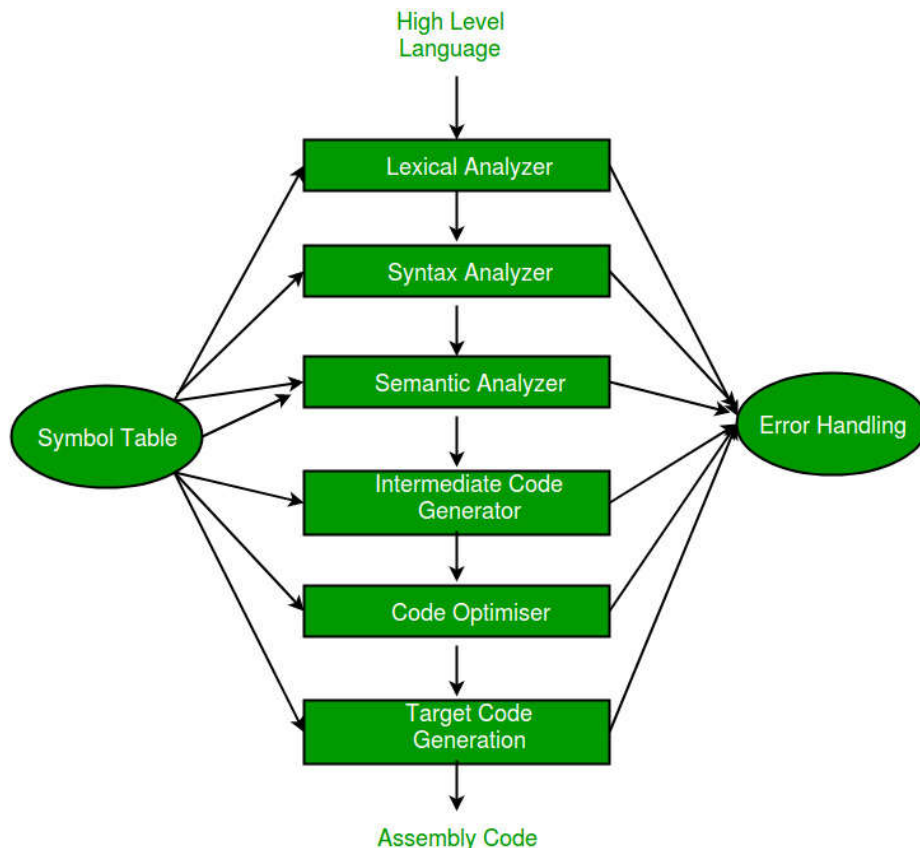 High Level
Language
Lexical Analyzer
Syntax Analyzer
Semantic Analyzer
Symbol Table
Error Handling
Intermediate Code
Generator
Code Optimiser
Target Code
Generation
Assembly Code